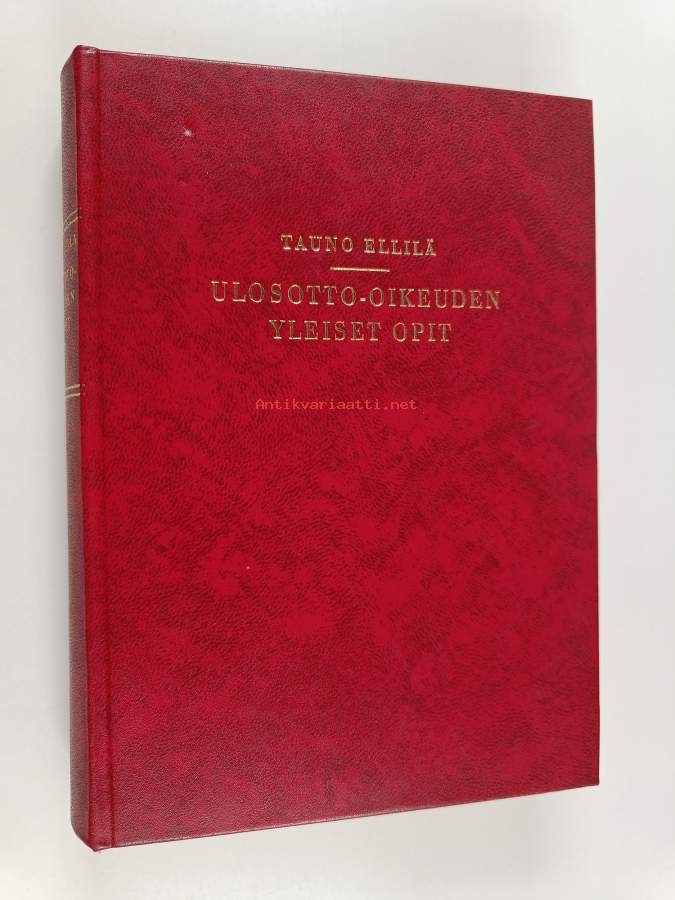 TAUNO ELLILÄ
ULOSOTTO-OIKEUDEN
YLEISET OPIT
Antikvariaatti.net